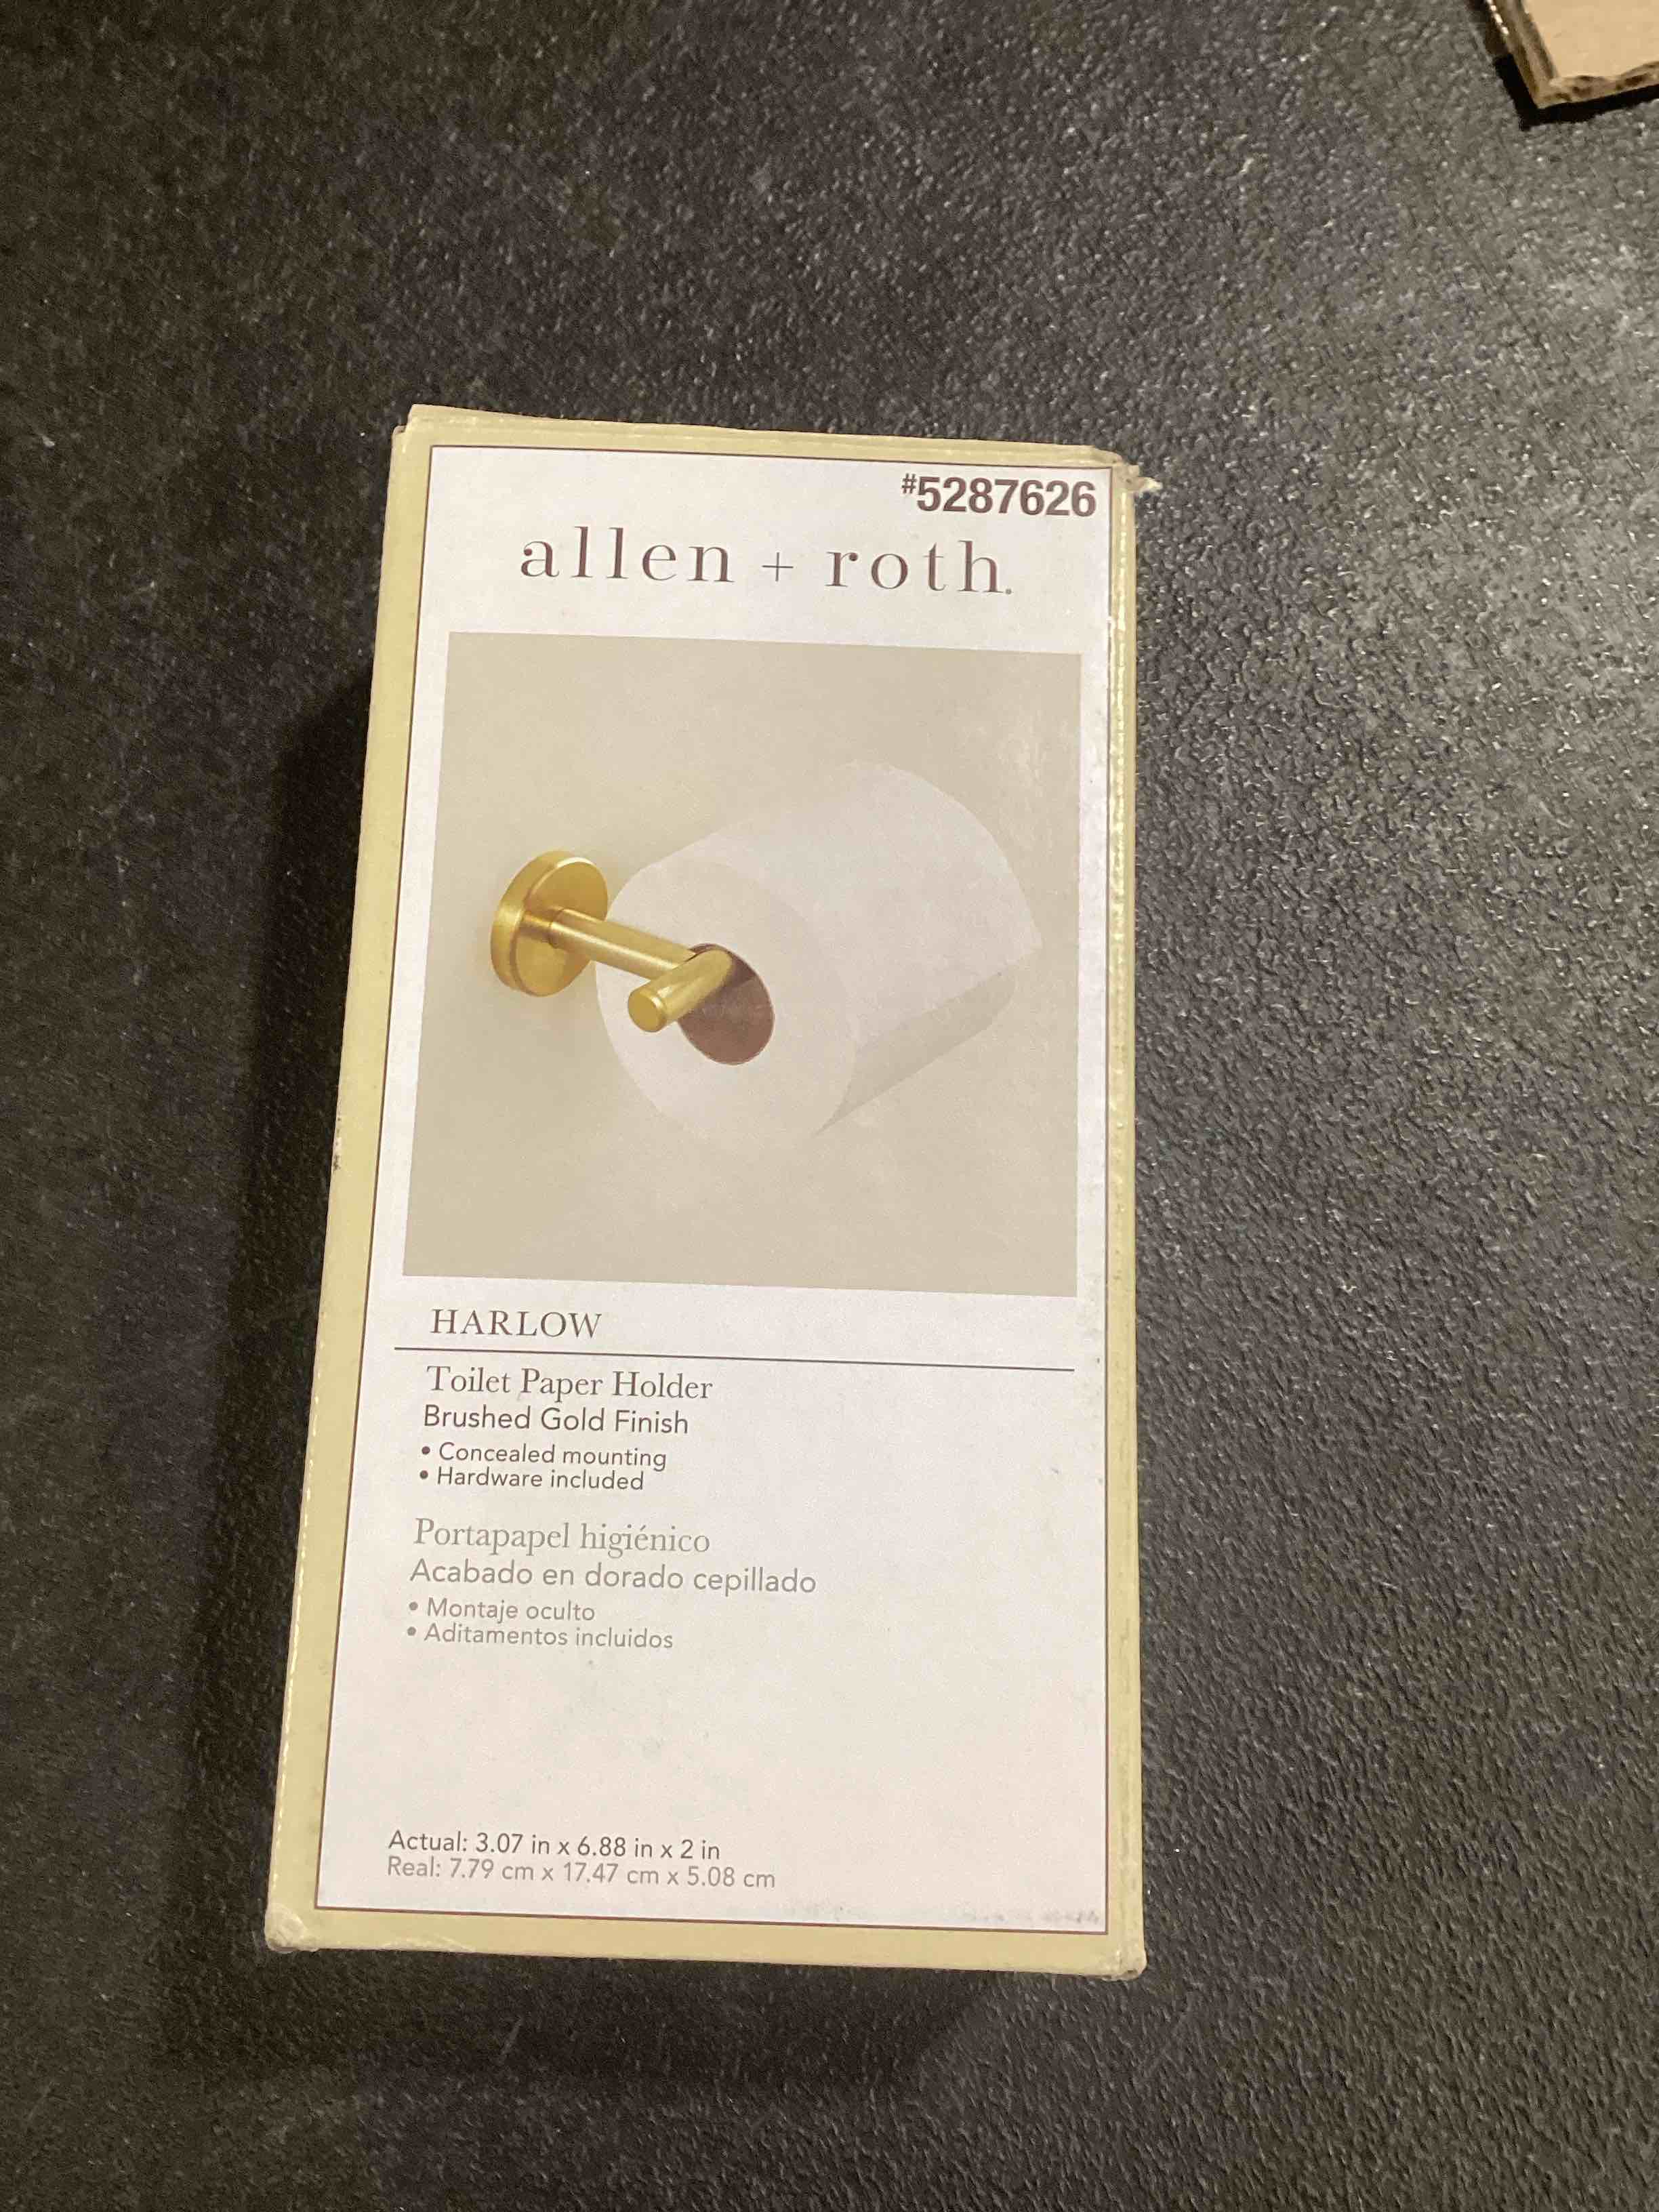 #5287626
allen + roth.
HARLOW
Toilet Paper Holder
Brushed Gold Finish
• Concealed mounting
• Hardware included
Portapapel higiénico
Acabado en dorado cepillado
• Montaje oculto
• Aditamentos incluidos
Actual: 3.07 in x 6.88 in x 2 in
Real: 7.79 cm x 17.47 cm x 5.08 cm